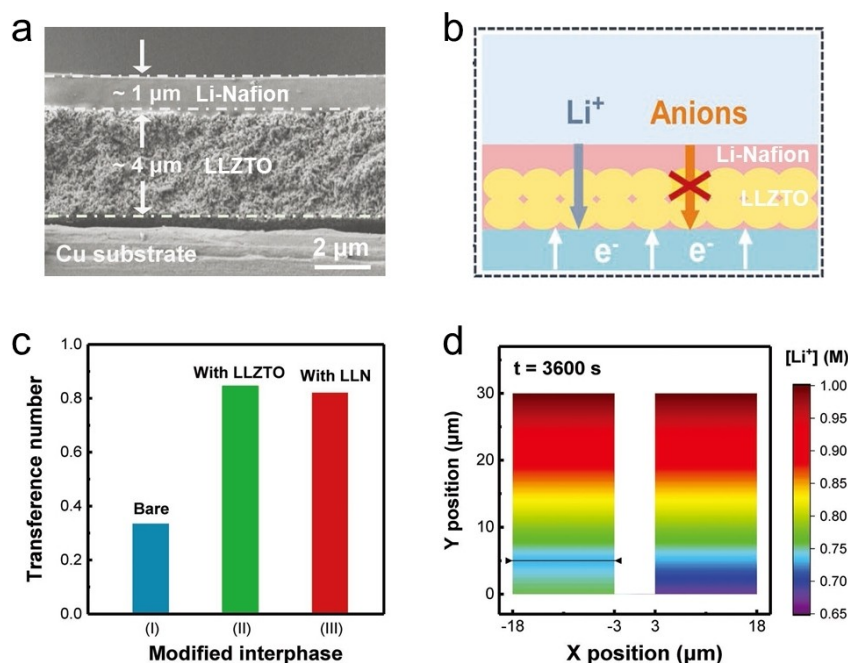 a
~ 1 μm Li-Nafion
~ 4 μm LLZTO
Cu substrate
2 μm
b
Li⁺
Anions
Li-Nafion
LLZTO
e⁻
e⁻
c
Transference number
1.0
0.8
0.6
0.4
0.2
0.0
Bare
With LLZTO
With LLN
(I)
(II)
(III)
Modified interphase
d
t = 3600 s
Y position (μm)
30
20
10
0
-18
-3
3
18
X position (μm)
[Li⁺] (M)
1.00
0.95
0.90
0.85
0.80
0.75
0.70
0.65